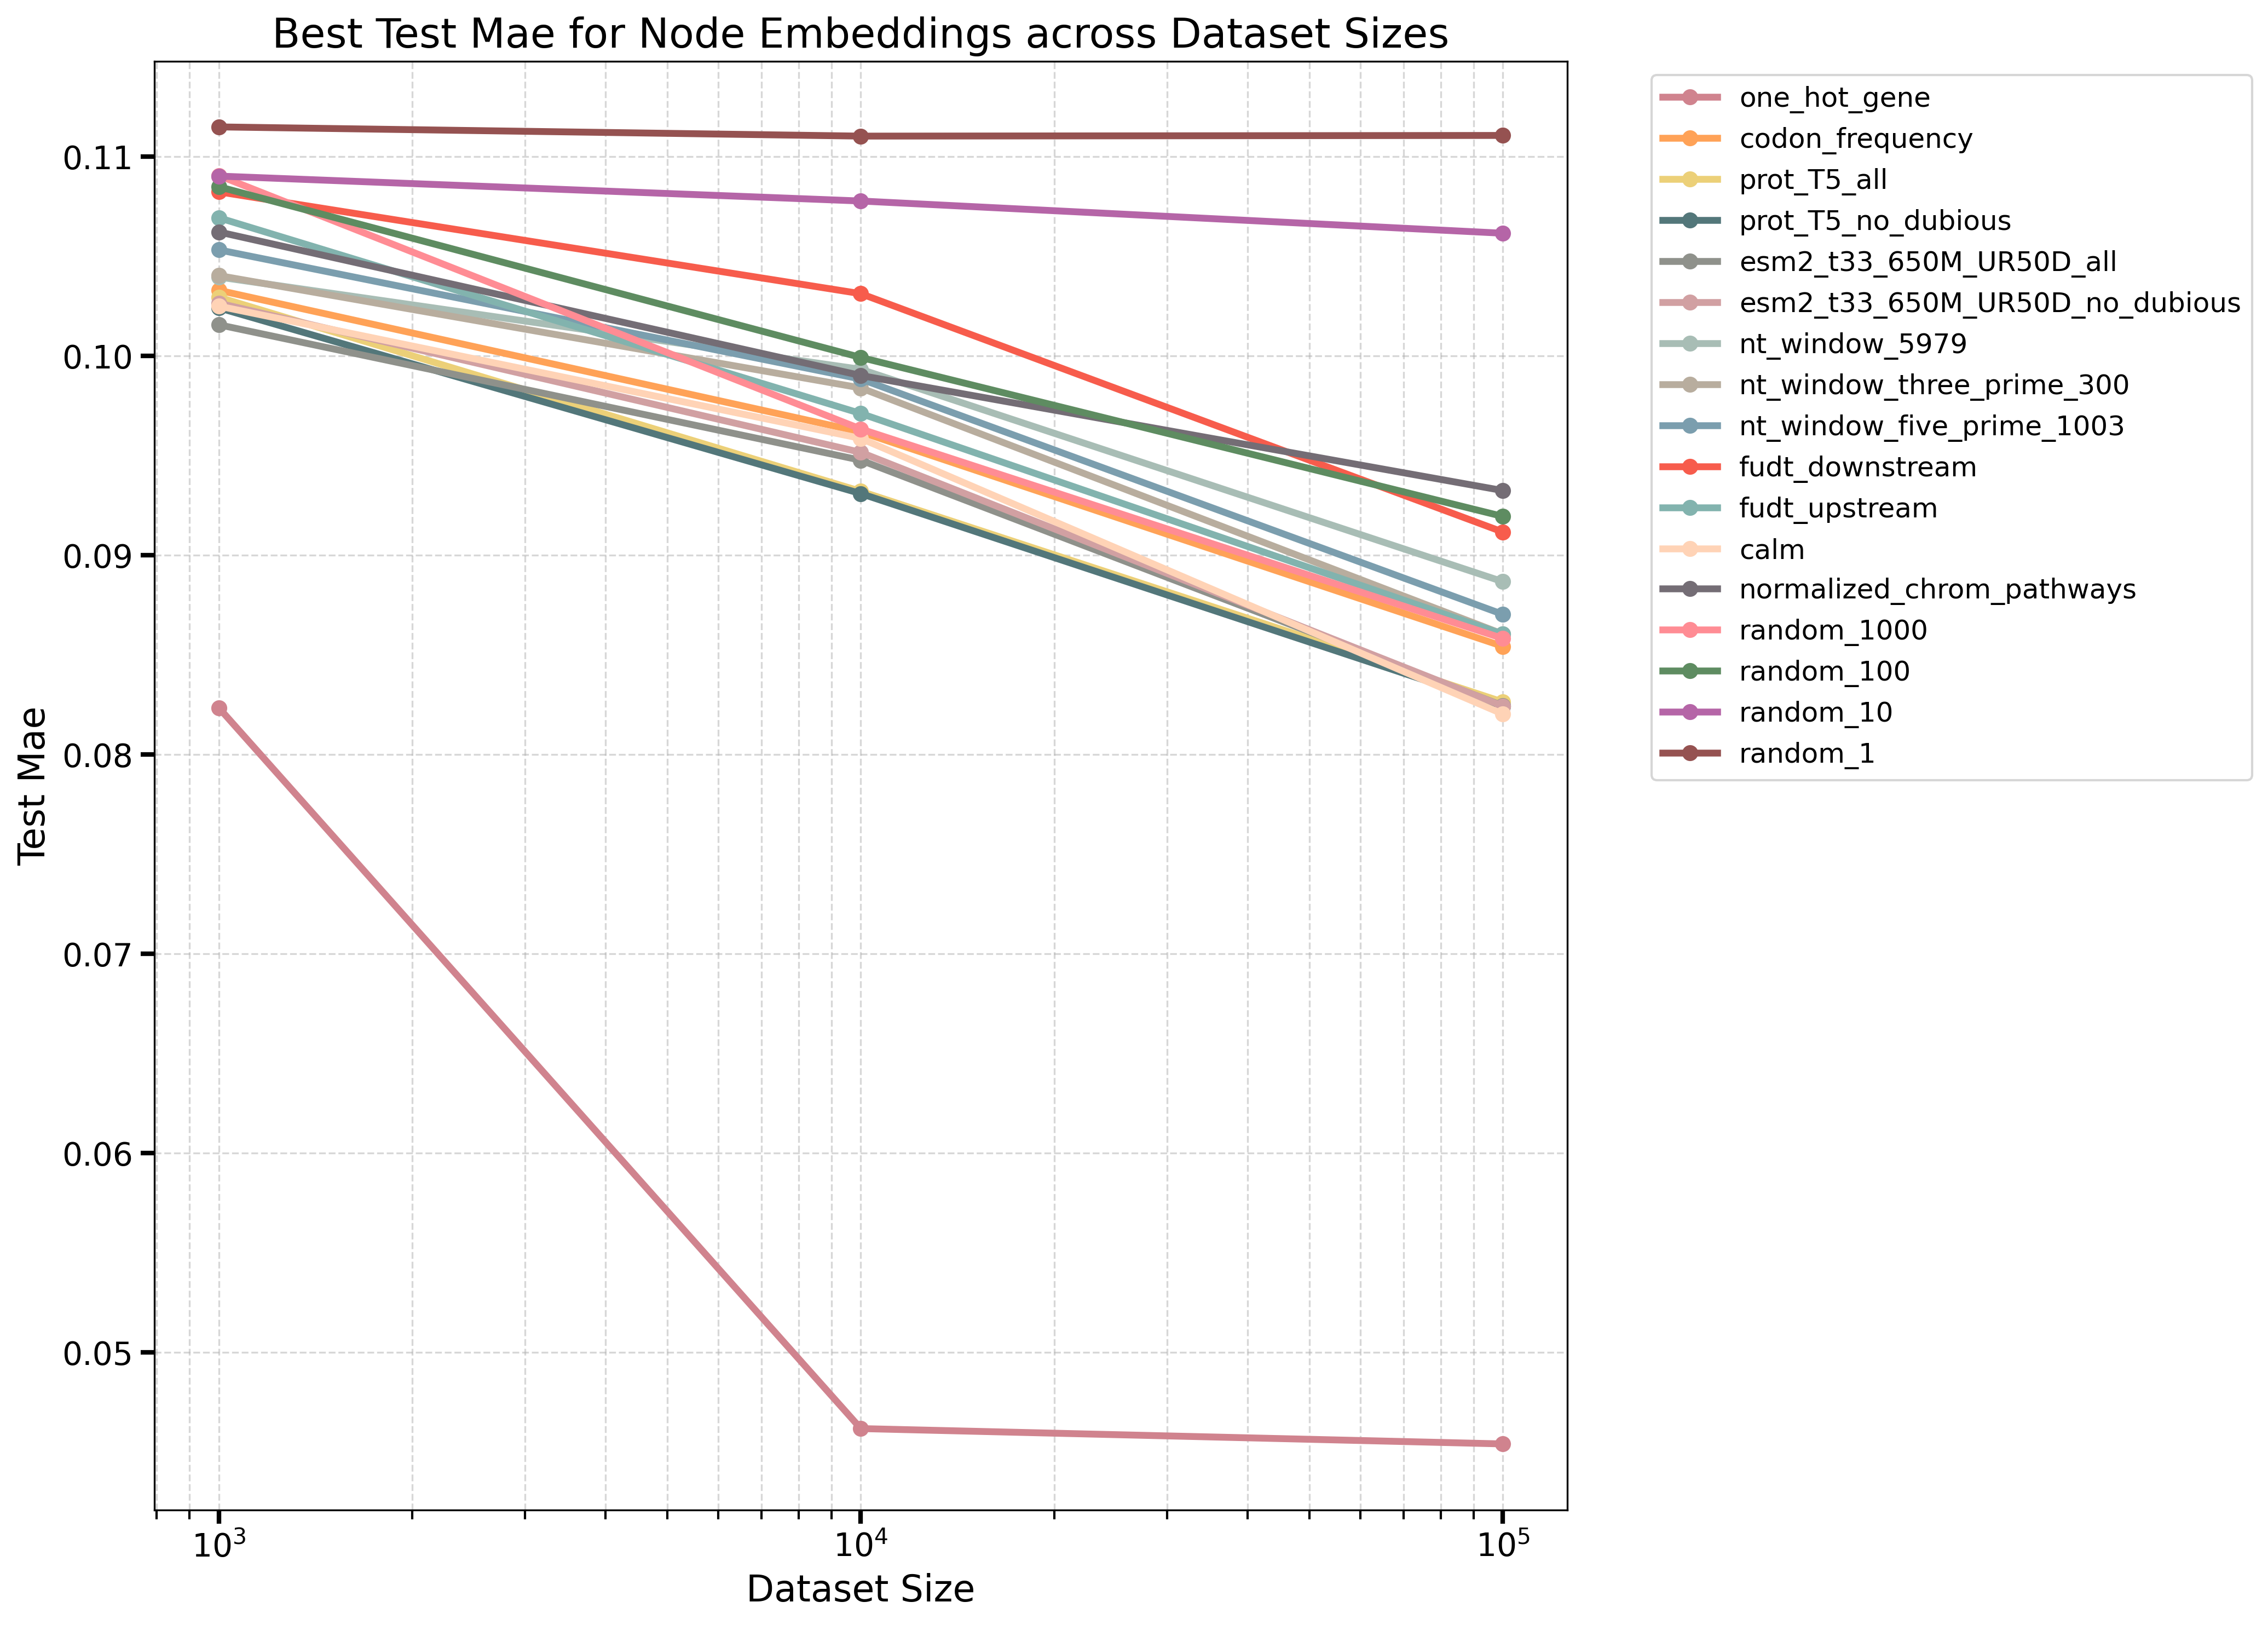 Best Test Mae for Node Embeddings across Dataset Sizes
one_hot_gene
codon_frequency
prot_T5_all
prot_T5_no_dubious
esm2_t33_650M_UR50D_all
esm2_t33_650M_UR50D_no_dubious
nt_window_5979
nt_window_three_prime_300
nt_window_five_prime_1003
fudt_downstream
fudt_upstream
calm
normalized_chrom_pathways
random_1000
random_100
random_10
random_1
Test Mae
0.11
0.10
0.09
0.08
0.07
0.06
0.05
10³ 10⁴ 10⁵
Dataset Size